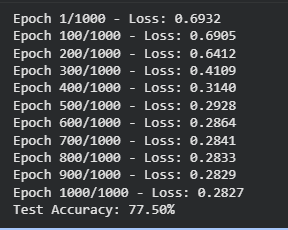 Epoch 1/1000 - Loss: 0.6932
Epoch 100/1000 - Loss: 0.6905
Epoch 200/1000 - Loss: 0.6412
Epoch 300/1000 - Loss: 0.4109
Epoch 400/1000 - Loss: 0.3140
Epoch 500/1000 - Loss: 0.2928
Epoch 600/1000 - Loss: 0.2864
Epoch 700/1000 - Loss: 0.2841
Epoch 800/1000 - Loss: 0.2833
Epoch 900/1000 - Loss: 0.2829
Epoch 1000/1000 - Loss: 0.2827
Test Accuracy: 77.50%